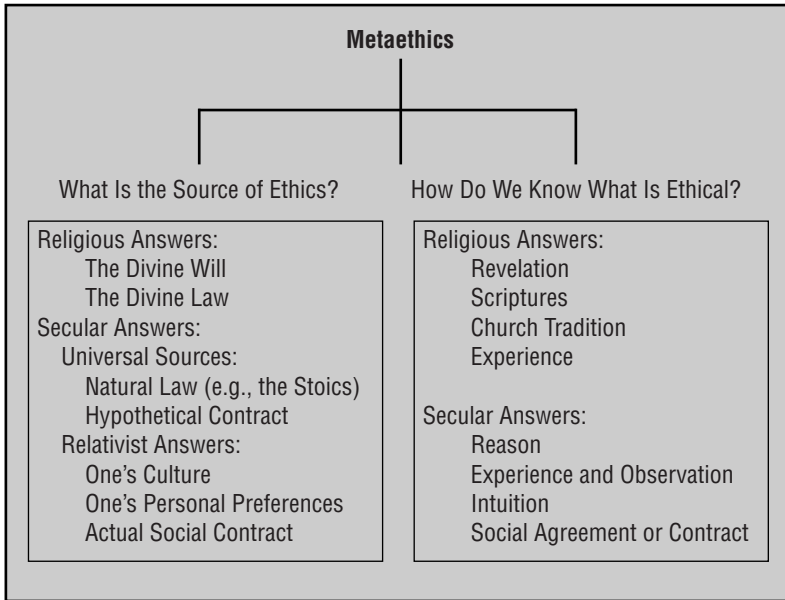 Metaethics
What Is the Source of Ethics?
Religious Answers:
The Divine Will
The Divine Law
Secular Answers:
Universal Sources:
Natural Law (e.g., the Stoics)
Hypothetical Contract
Relativist Answers:
One’s Culture
One’s Personal Preferences
Actual Social Contract
How Do We Know What Is Ethical?
Religious Answers:
Revelation
Scriptures
Church Tradition
Experience
Secular Answers:
Reason
Experience and Observation
Intuition
Social Agreement or Contract